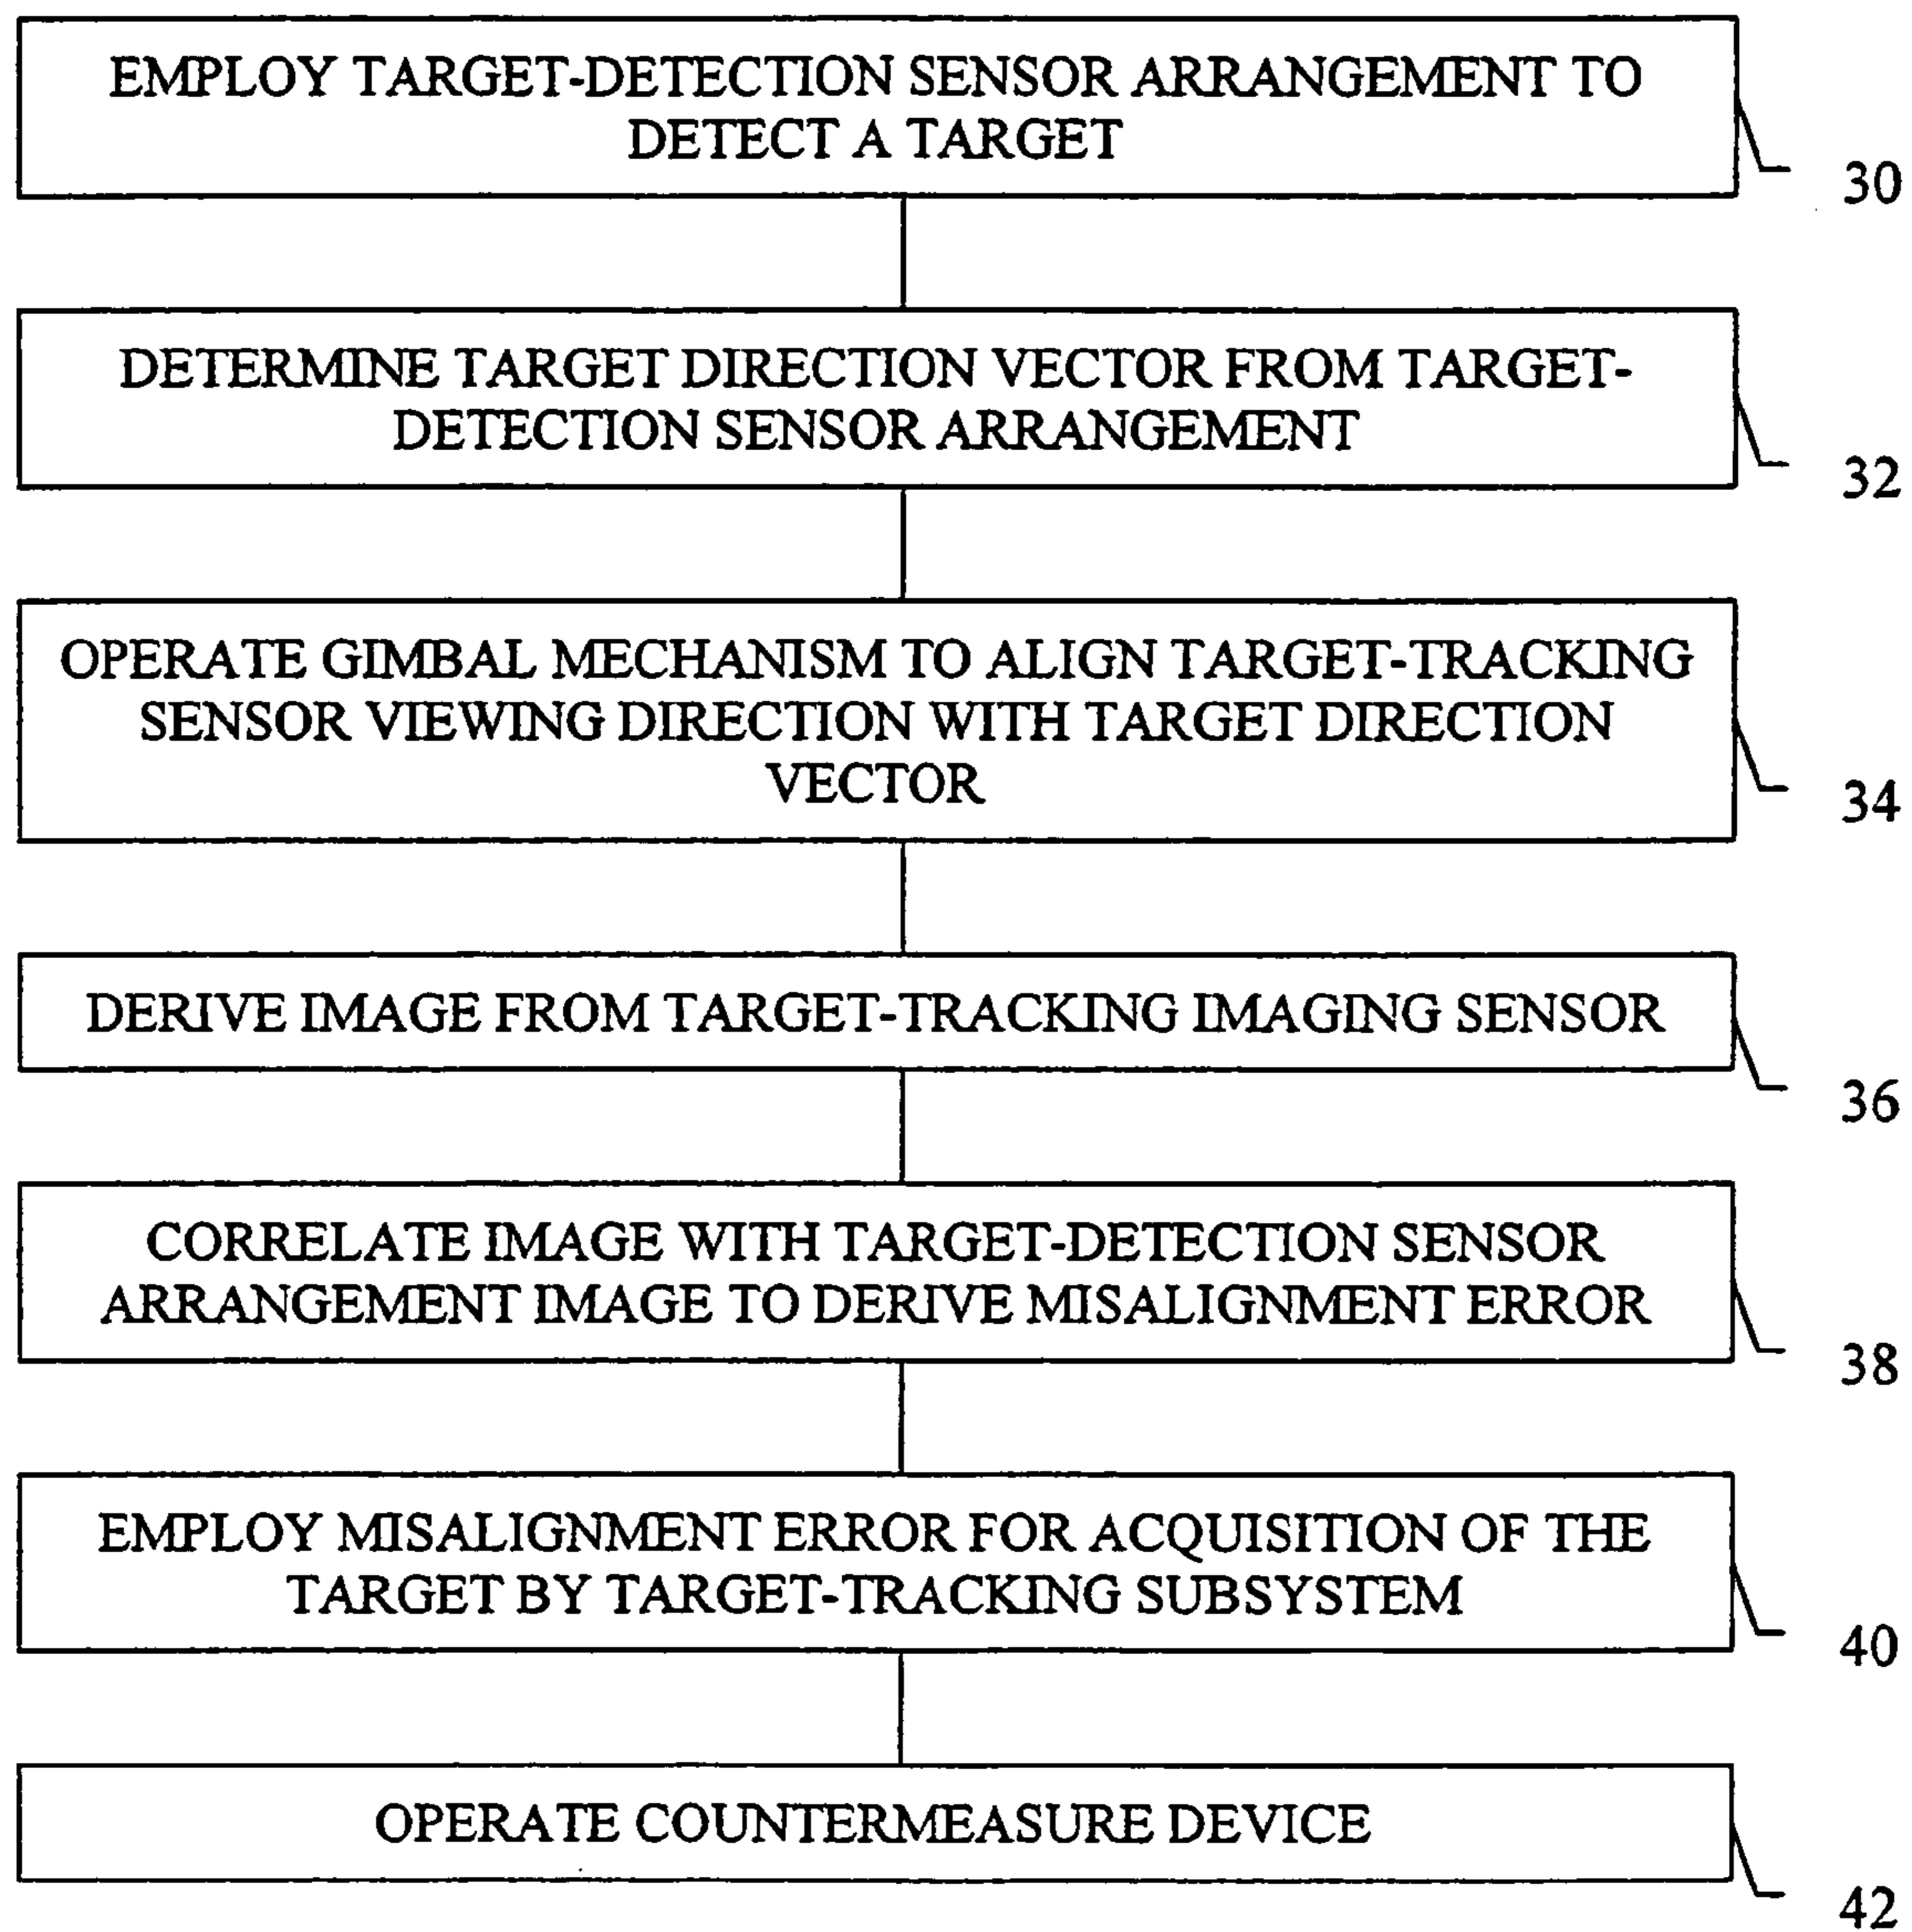 EMPLOY TARGET-DETECTION SENSOR ARRANGEMENT TO
DETECT A TARGET
30
DETERMINE TARGET DIRECTION VECTOR FROM TARGET-
DETECTION SENSOR ARRANGEMENT
32
OPERATE GIMBAL MECHANISM TO ALIGN TARGET-TRACKING
SENSOR VIEWING DIRECTION WITH TARGET DIRECTION
VECTOR
34
DERIVE IMAGE FROM TARGET-TRACKING IMAGING SENSOR
36
CORRELATE IMAGE WITH TARGET-DETECTION SENSOR
ARRANGEMENT IMAGE TO DERIVE MISALIGNMENT ERROR
38
EMPLOY MISALIGNMENT ERROR FOR ACQUISITION OF THE
TARGET BY TARGET-TRACKING SUBSYSTEM
40
OPERATE COUNTERMEASURE DEVICE
42